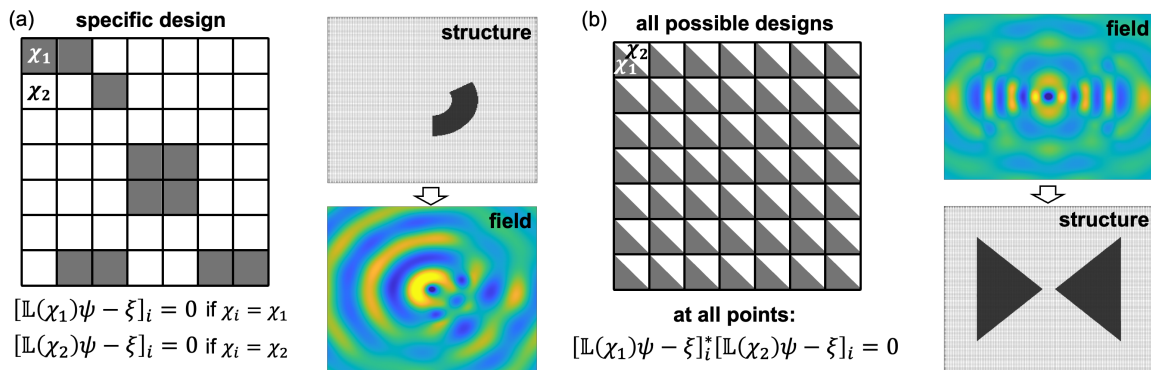 (a)
specific design
χ₁
χ₂
[𝕃(χ₁)ψ − ξ]ᵢ = 0 if χᵢ = χ₁
[𝕃(χ₂)ψ − ξ]ᵢ = 0 if χᵢ = χ₂
structure
field
(b)
all possible designs
χ₂
χ₁
at all points:
[𝕃(χ₁)ψ − ξ]ᵢ*[𝕃(χ₂)ψ − ξ]ᵢ = 0
field
structure